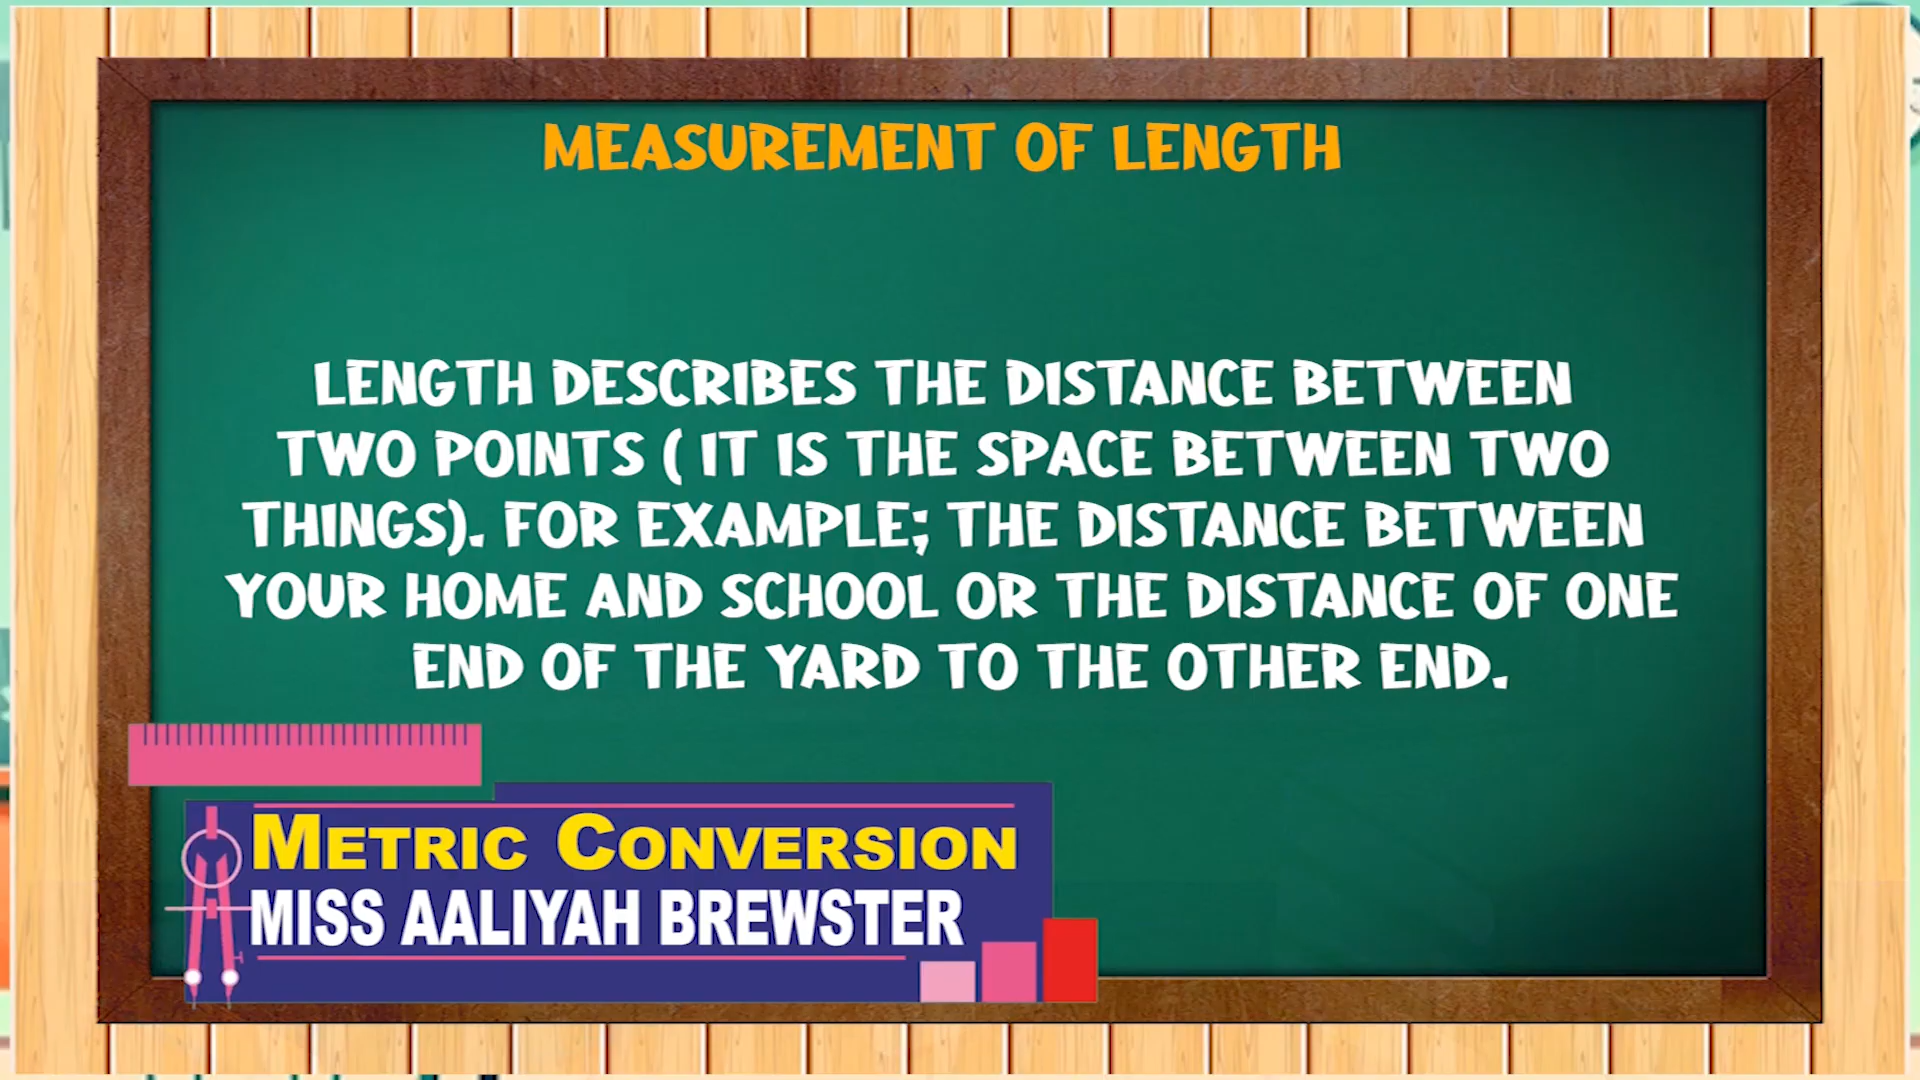 MEASUREMENT OF LENGTH
LENGTH DESCRIBES THE DISTANCE BETWEEN
TWO POINTS ( IT IS THE SPACE BETWEEN TWO
THINGS). FOR EXAMPLE; THE DISTANCE BETWEEN
YOUR HOME AND SCHOOL OR THE DISTANCE OF ONE
END OF THE YARD TO THE OTHER END.
METRIC CONVERSION
MISS AALIYAH BREWSTER